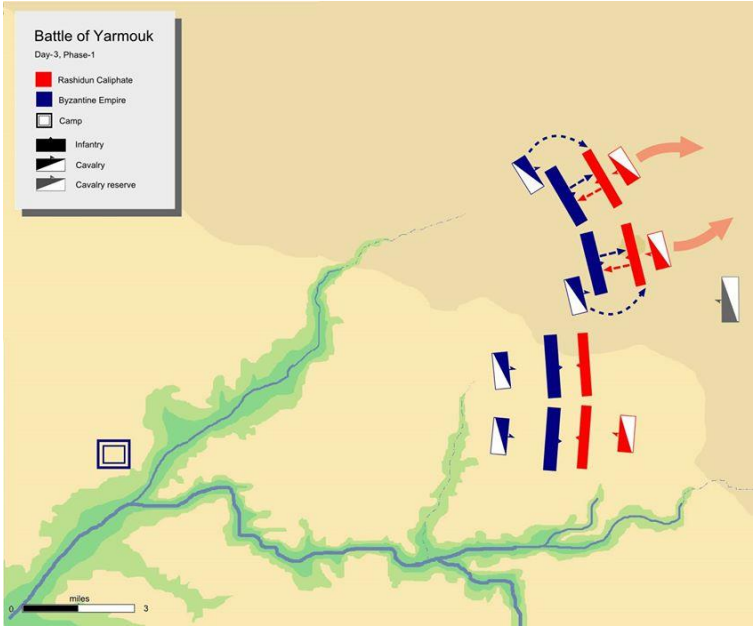 Battle of Yarmouk
Day-3, Phase-1
Rashidun Caliphate
Byzantine Empire
Camp
Infantry
Cavalry
Cavalry reserve
miles
0 3